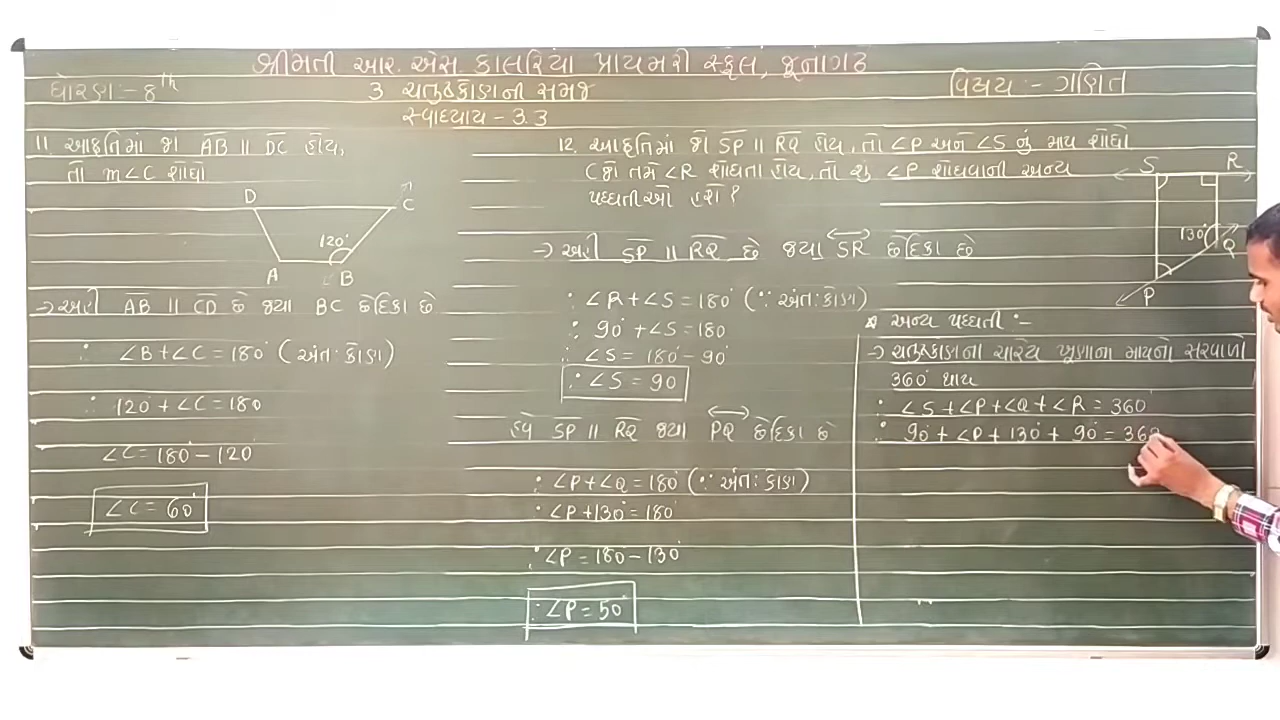 શ્રીમતી આર. એસ. કાલરિયા પ્રાયમરી સ્કૂલ, જૂનાગઢ
ધોરણ:- 8th
3 ચતુષ્કોણની સમજ
વિષય :- ગણિત
સ્વાધ્યાય - 3.3
11. આકૃતિમાં જો AB || DC હોય,
તો m∠C શોધો
D
C
120°
A
B
→ અહીં AB || CD છે જ્યાં BC છેદિકા છે
∴ ∠B + ∠C = 180° (અંતઃકોણ)
∴ 120° + ∠C = 180
∠C = 180° - 120
∠C = 60°
12. આકૃતિમાં જો SP || RQ હોય, તો ∠P અને ∠S નું માપ શોધો
(જો તમે ∠R શોધતા હોય, તો શું ∠P શોધવાની અન્ય
પધ્ધતીઓ હશે ?
→ અહીં SP || RQ છે જ્યાં SR છેદિકા છે
∴ ∠R + ∠S = 180° (∵ અંતઃકોણ)
∴ 90° + ∠S = 180
∴ ∠S = 180° - 90°
∴ ∠S = 90
હવે SP || RQ જ્યાં PQ છેદિકા છે
∴ ∠P + ∠Q = 180° (∵ અંતઃકોણ)
∴ ∠P + 130° = 180°
∴ ∠P = 180 - 130°
∴ ∠P = 50°
S
R
130°
Q
P
* અન્ય પધ્ધતી :-
→ ચતુષ્કોણના ચારેય ખૂણાના માપનો સરવાળો
360° થાય
∴ ∠S + ∠P + ∠Q + ∠R = 360°
∴ 90° + ∠P + 130° + 90° = 360